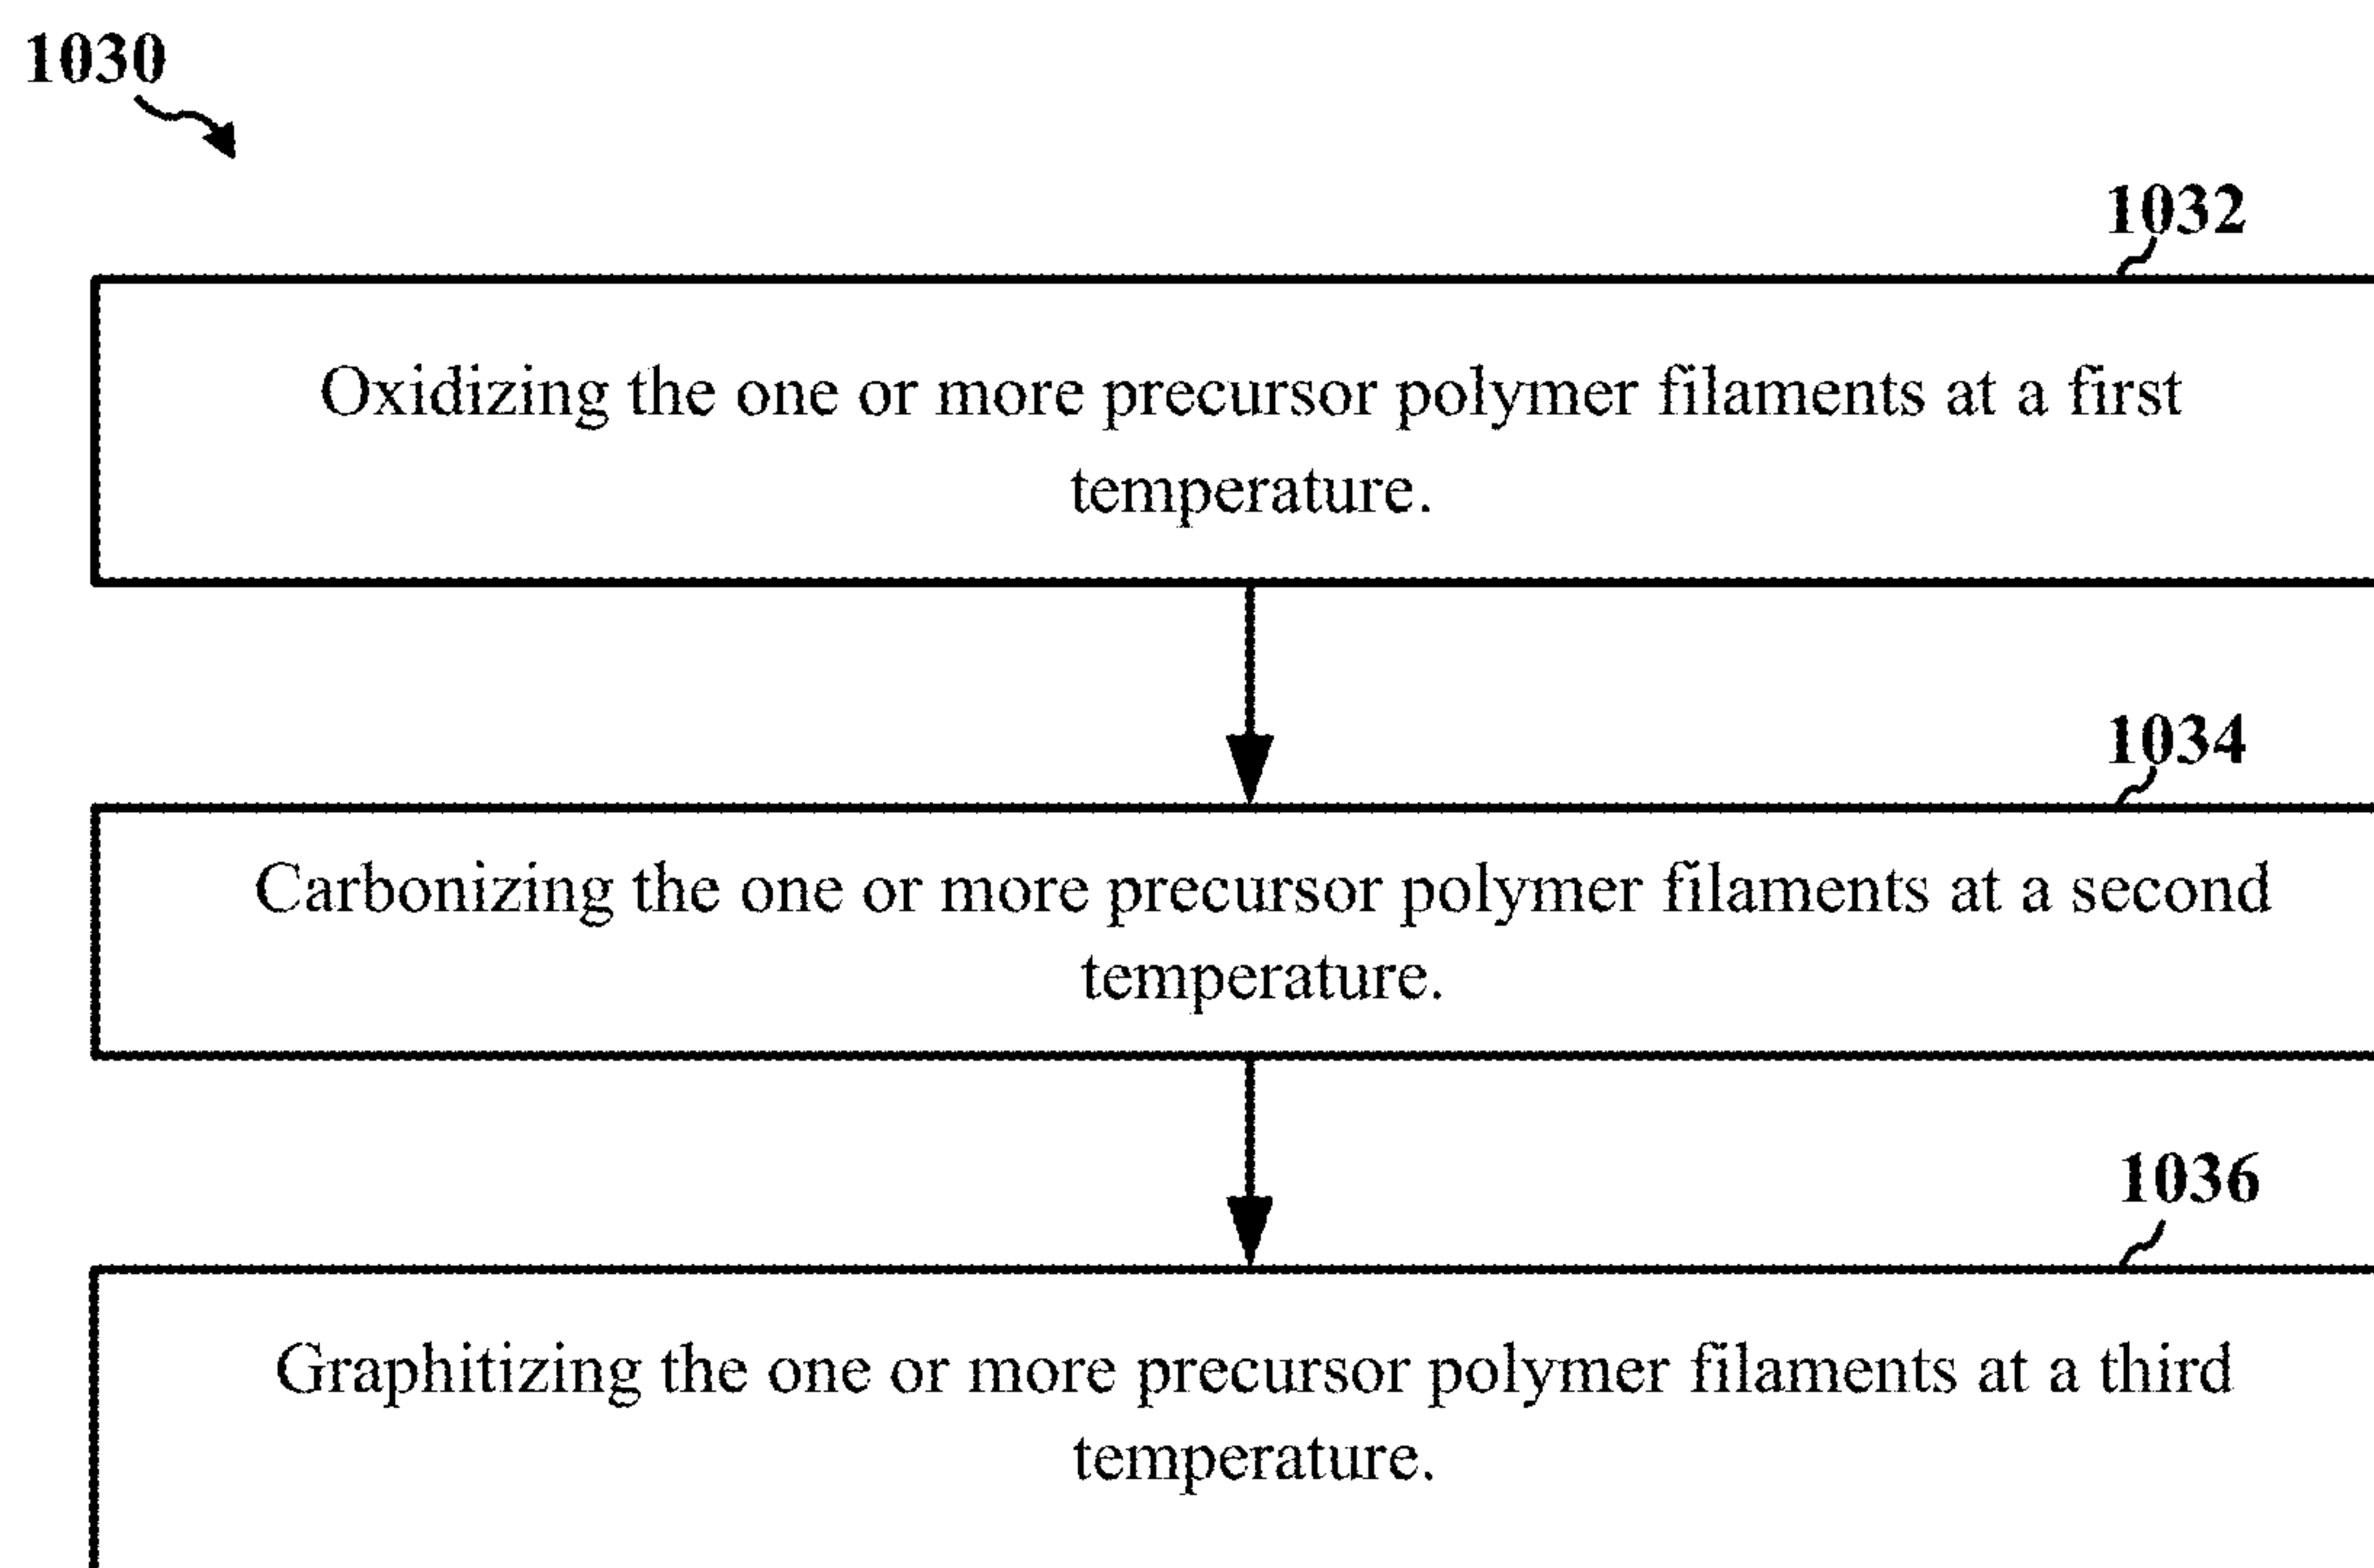 1030
1032
Oxidizing the one or more precursor polymer filaments at a first
temperature.
1034
Carbonizing the one or more precursor polymer filaments at a second
temperature.
1036
Graphitizing the one or more precursor polymer filaments at a third
temperature.